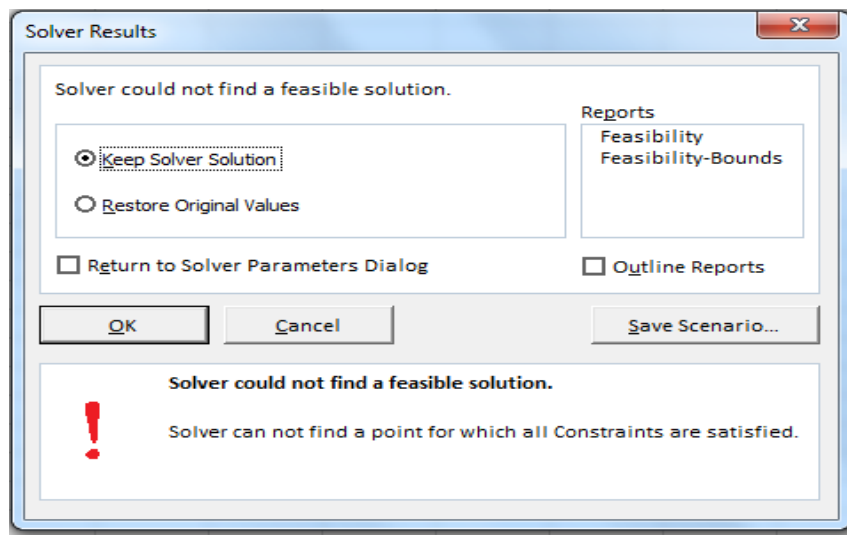 Solver Results
Solver could not find a feasible solution.
Reports
Feasibility
Feasibility-Bounds
Keep Solver Solution
Restore Original Values
Return to Solver Parameters Dialog
Outline Reports
OK
Cancel
Save Scenario...
Solver could not find a feasible solution.
Solver can not find a point for which all Constraints are satisfied.